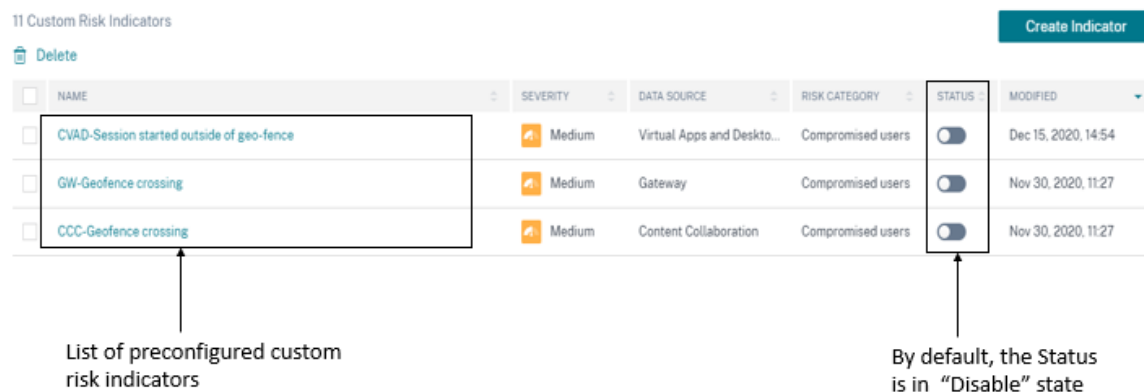 11 Custom Risk Indicators
Create Indicator
Delete
NAME SEVERITY DATA SOURCE RISK CATEGORY STATUS MODIFIED
CVAD-Session started outside of geo-fence Medium Virtual Apps and Deskto... Compromised users Dec 15, 2020, 14:54
GW-Geofence crossing Medium Gateway Compromised users Nov 30, 2020, 11:27
CCC-Geofence crossing Medium Content Collaboration Compromised users Nov 30, 2020, 11:27
List of preconfigured custom
risk indicators
By default, the Status
is in "Disable" state